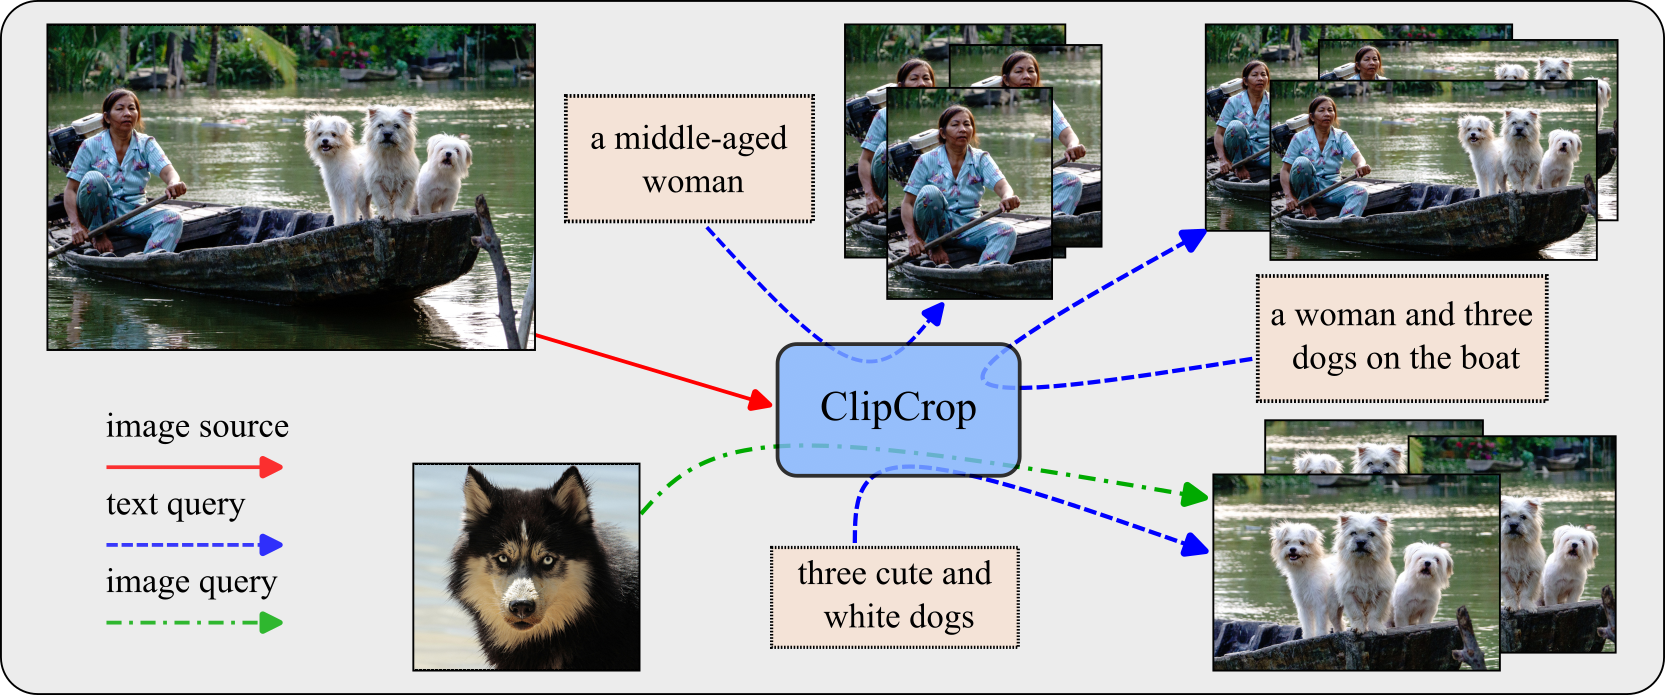 a middle-aged
woman
a woman and three
dogs on the boat
ClipCrop
image source
text query
image query
three cute and
white dogs